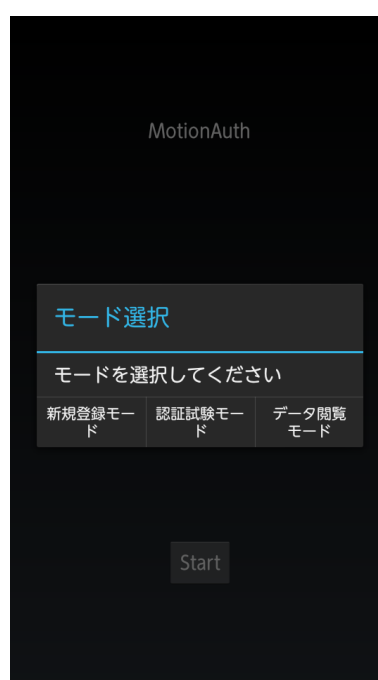 MotionAuth
モード選択
モードを選択してください
新規登録モー
ド
認証試験モー
ド
データ閲覧
モード
Start